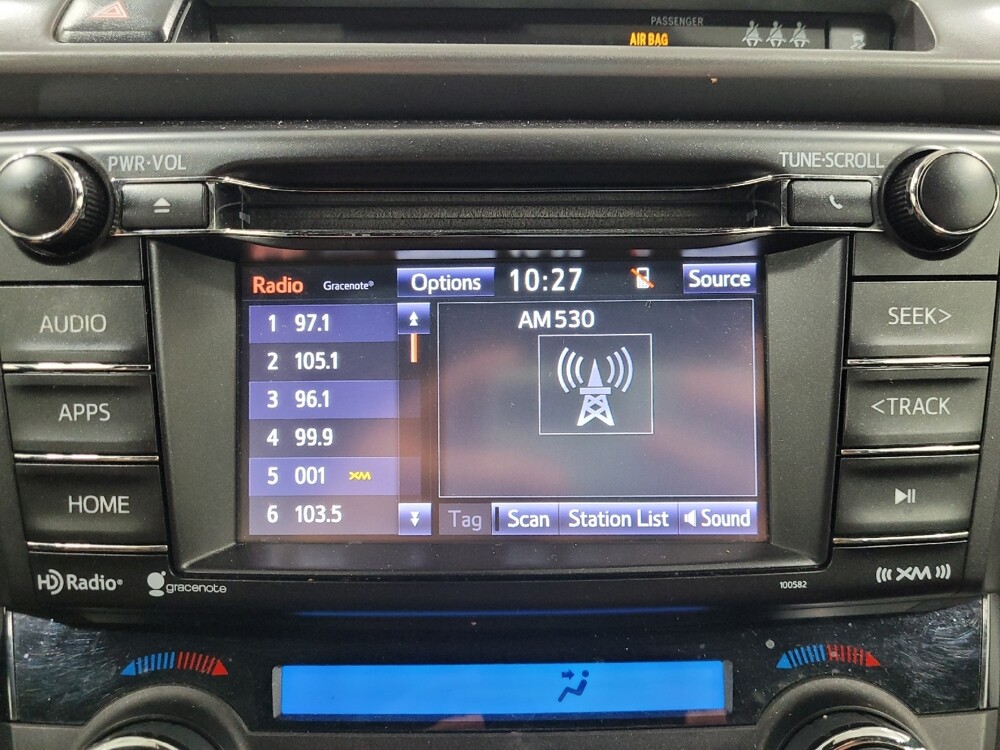 PASSENGER
AIR BAG
PWR·VOL
TUNE·SCROLL
Radio Gracenote® Options 10:27 Source
AUDIO
APPS
HOME
1 97.1
2 105.1
3 96.1
4 99.9
5 001 XM
6 103.5
AM530
Tag Scan Station List Sound
SEEK>
<TRACK
HD Radio®
gracenote
100582
((( XM )))